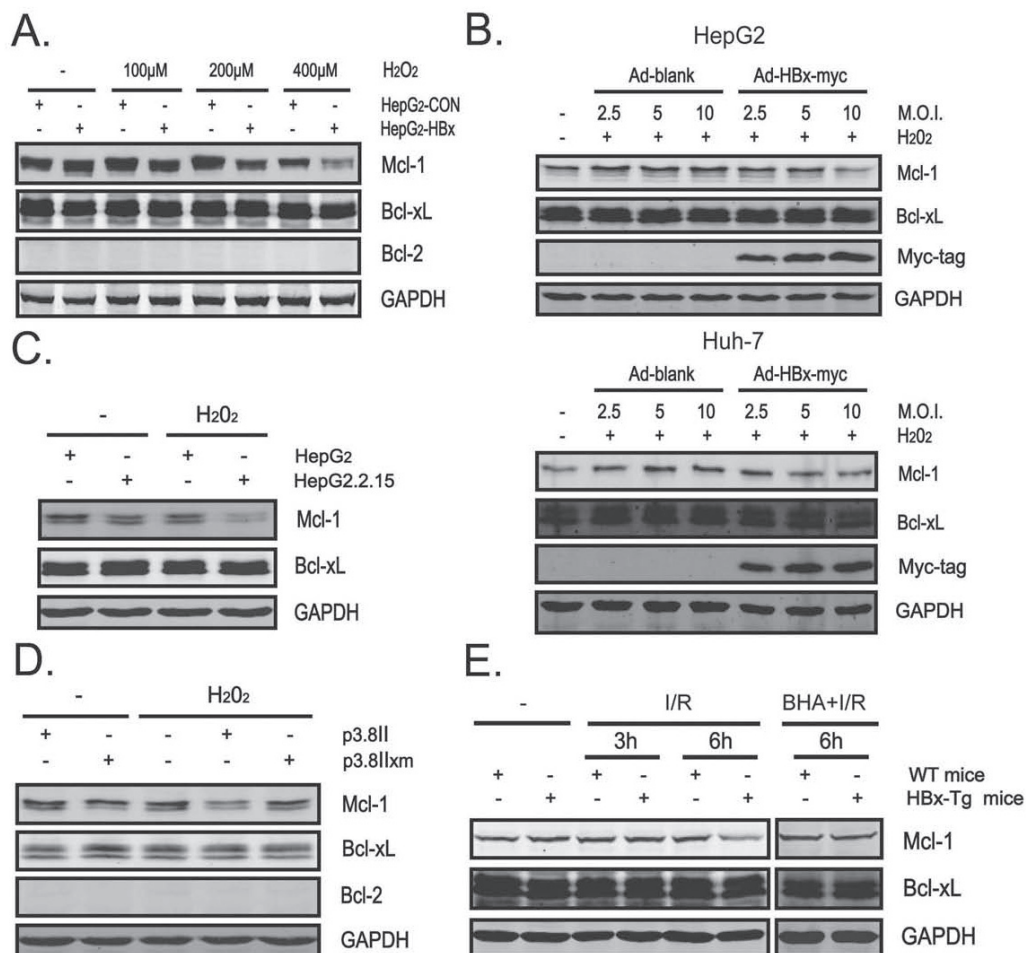 A.
- 100µM 200µM 400µM H2O2
+ - + - + - + - HepG2-CON
- + - + - + - + HepG2-HBx
Mcl-1
Bcl-xL
Bcl-2
GAPDH
B.
HepG2
Ad-blank Ad-HBx-myc
- 2.5 5 10 2.5 5 10 M.O.I.
- + + + + + + H2O2
Mcl-1
Bcl-xL
Myc-tag
GAPDH
Huh-7
Ad-blank Ad-HBx-myc
- 2.5 5 10 2.5 5 10 M.O.I.
- + + + + + + H2O2
Mcl-1
Bcl-xL
Myc-tag
GAPDH
C.
- H2O2
+ - + - HepG2
- + - + HepG2.2.15
Mcl-1
Bcl-xL
GAPDH
D.
- H2O2
+ - - + - p3.8II
- + - - + p3.8IIxm
Mcl-1
Bcl-xL
Bcl-2
GAPDH
E.
- I/R BHA+I/R
3h 6h 6h
+ - + - + - + - WT mice
- + - + - + - + HBx-Tg mice
Mcl-1
Bcl-xL
GAPDH